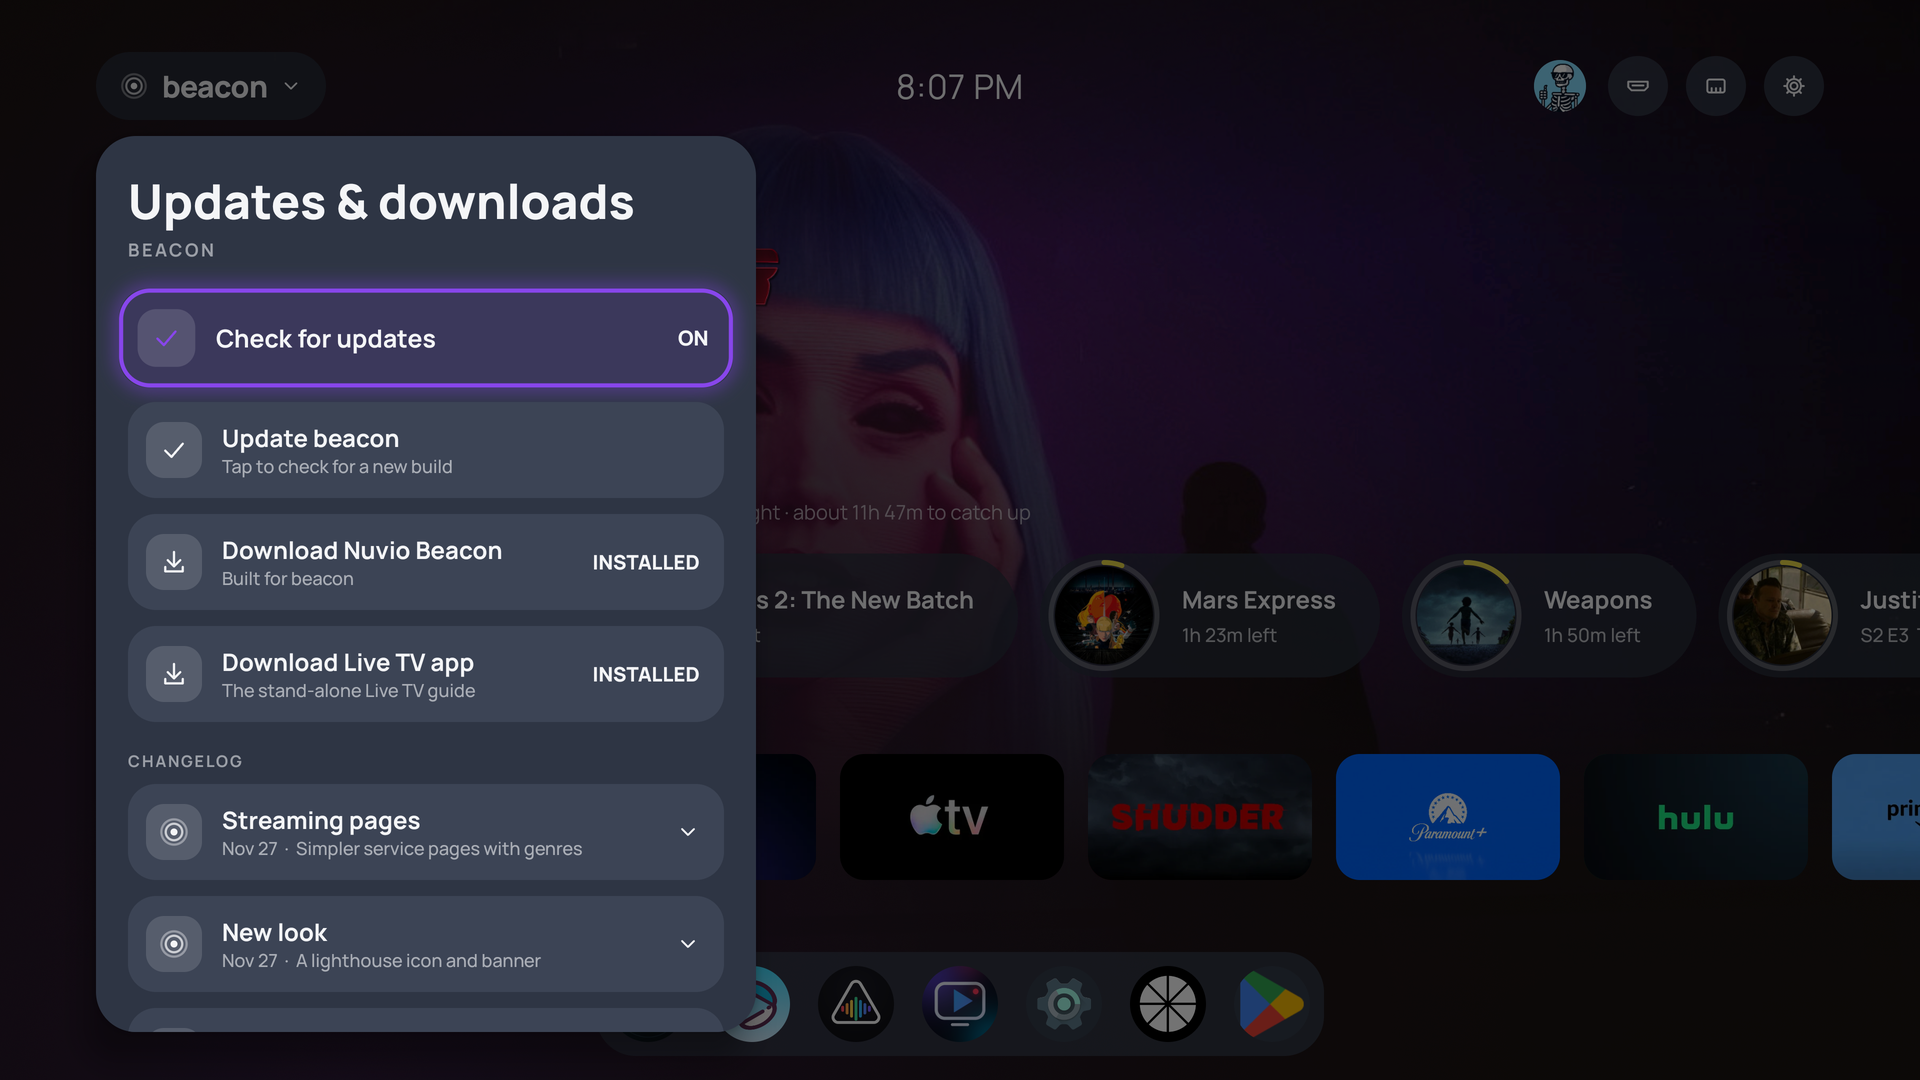 beacon
8:07 PM
Updates & downloads
BEACON
Check for updates
ON
Update beacon
Tap to check for a new build
Download Nuvio Beacon
Built for beacon
INSTALLED
Download Live TV app
The stand-alone Live TV guide
INSTALLED
CHANGELOG
Streaming pages
Nov 27 · Simpler service pages with genres
New look
Nov 27 · A lighthouse icon and banner
· about 11h 47m to catch up
2: The New Batch
Mars Express
1h 23m left
Weapons
1h 50m left
S2 E3
tv
SHUDDER
Paramount+
hulu